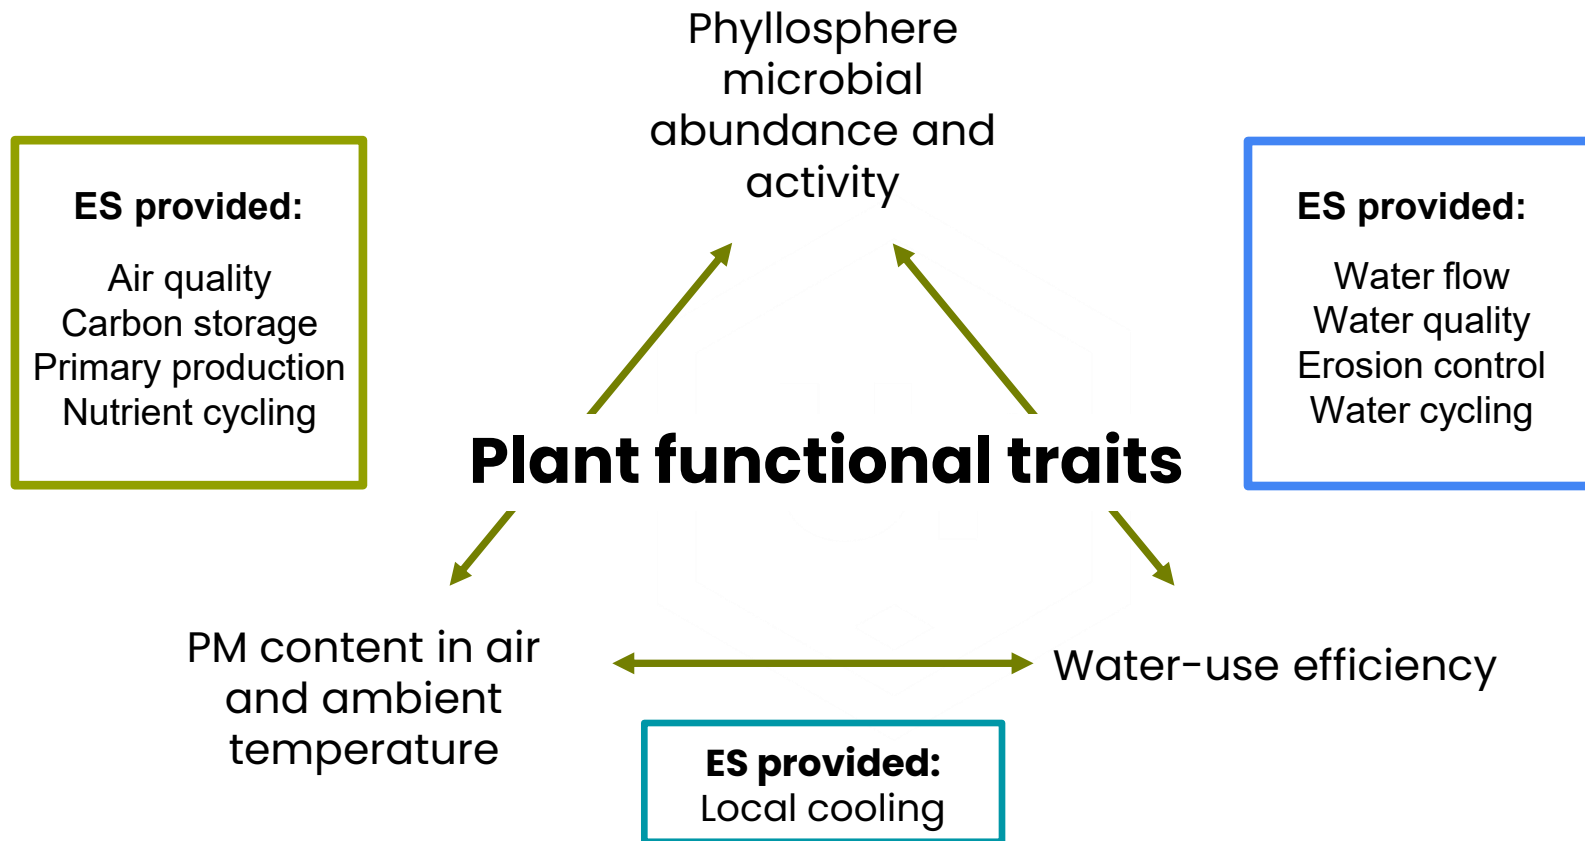 Phyllosphere
microbial
abundance and
activity
ES provided:
Air quality
Carbon storage
Primary production
Nutrient cycling
ES provided:
Water flow
Water quality
Erosion control
Water cycling
Plant functional traits
PM content in air
and ambient
temperature
Water-use efficiency
ES provided:
Local cooling